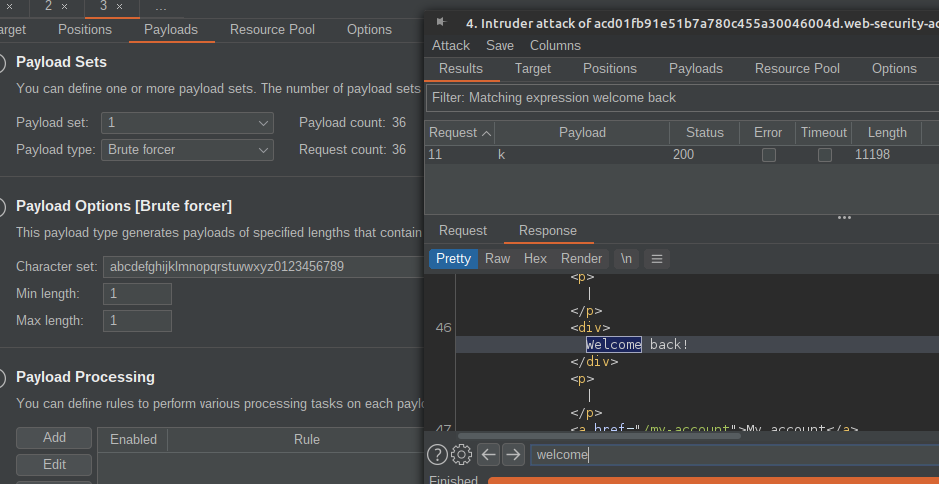 2 × 3 × ...
arget Positions Payloads Resource Pool Options
Payload Sets
You can define one or more payload sets. The number of payload sets
Payload set: 1 Payload count: 36
Payload type: Brute forcer Request count: 36
Payload Options [Brute forcer]
This payload type generates payloads of specified lengths that contain
Character set: abcdefghijklmnopqrstuvwxyz0123456789
Min length: 1
Max length: 1
Payload Processing
You can define rules to perform various processing tasks on each paylo
Add Enabled Rule
Edit
4. Intruder attack of acd01fb91e51b7a780c455a30046004d.web-security-ac
Attack Save Columns
Results Target Positions Payloads Resource Pool Options
Filter: Matching expression welcome back
Request Payload Status Error Timeout Length
11 k 200 11198
Request Response
Pretty Raw Hex Render \n
<p>
|
</p>
46 <div>
Welcome back!
</div>
<p>
|
</p>
47 <a href="/my-account">My account</a>
welcome
Finished